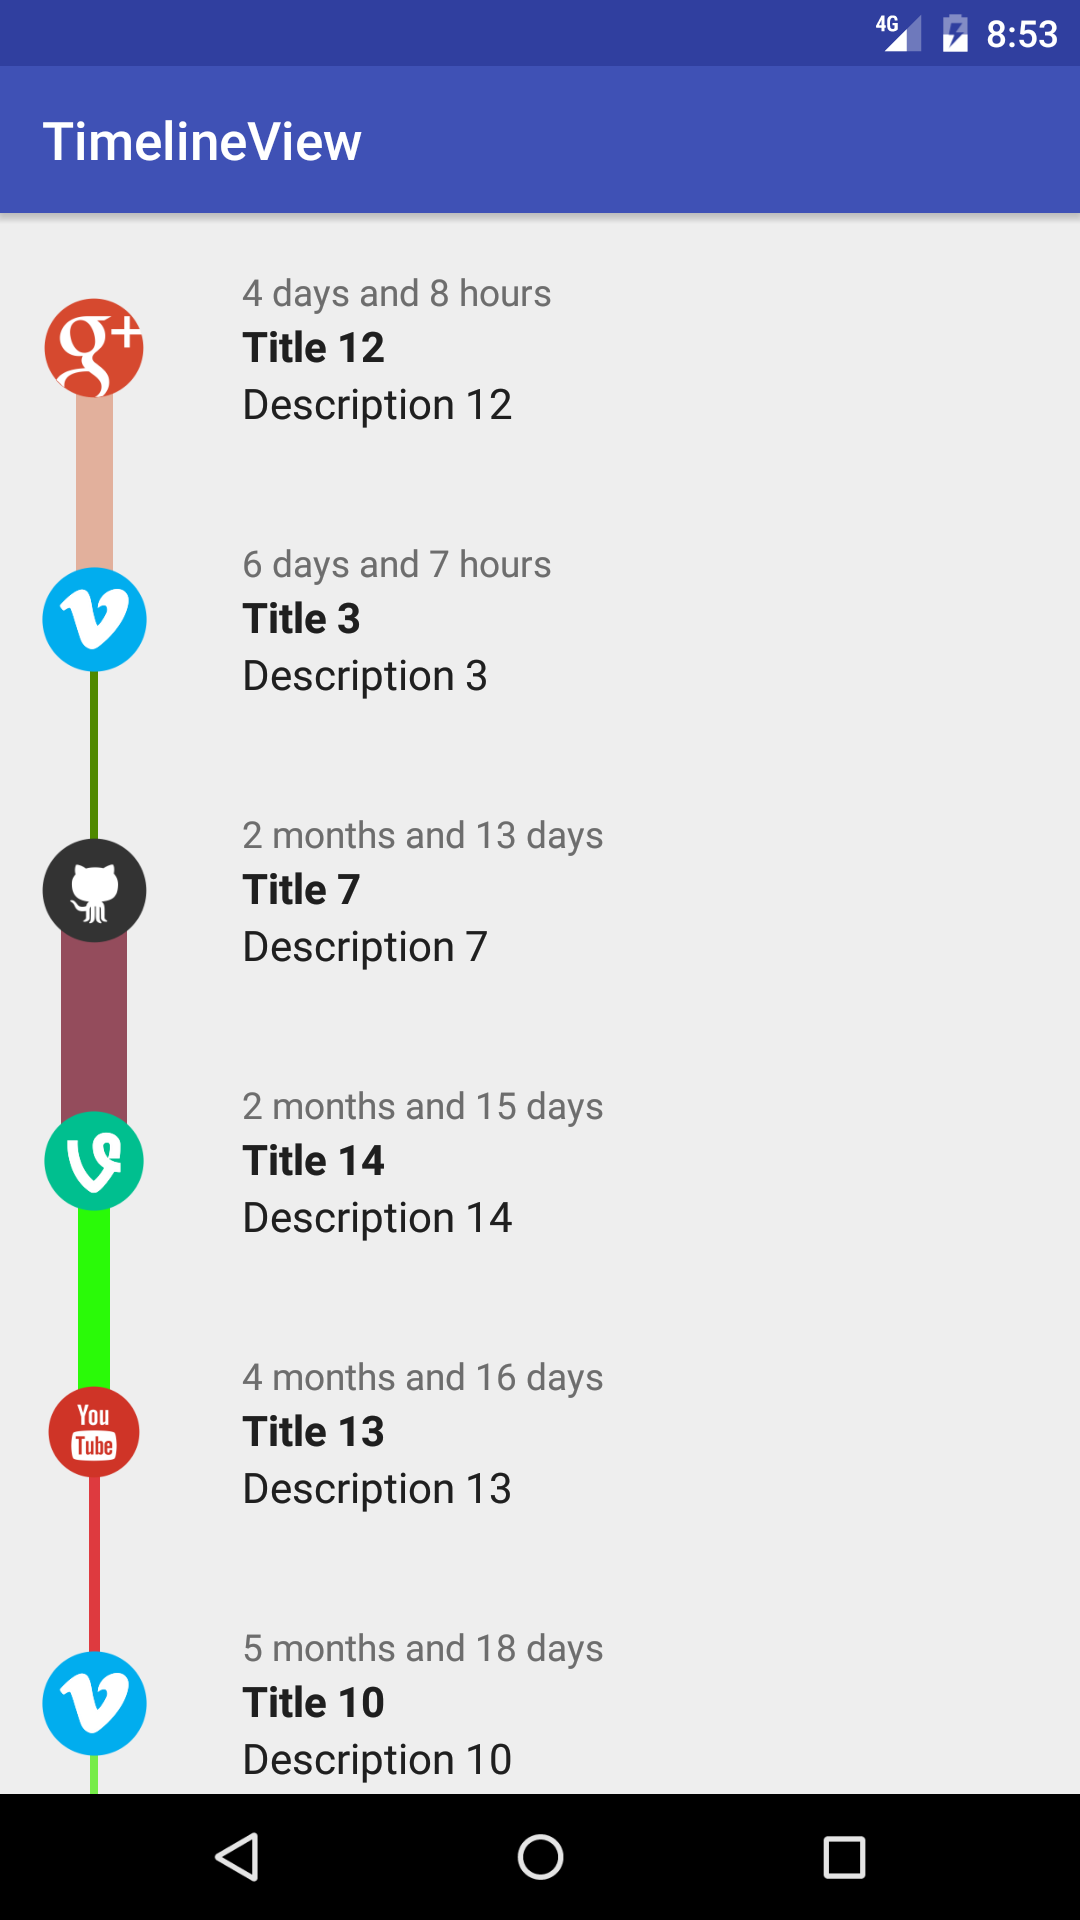 4G 8:53
TimelineView
4 days and 8 hours
g+
Title 12
Description 12
6 days and 7 hours
Title 3
Description 3
2 months and 13 days
Title 7
Description 7
2 months and 15 days
Title 14
Description 14
4 months and 16 days
You
Tube
Title 13
Description 13
5 months and 18 days
Title 10
Description 10